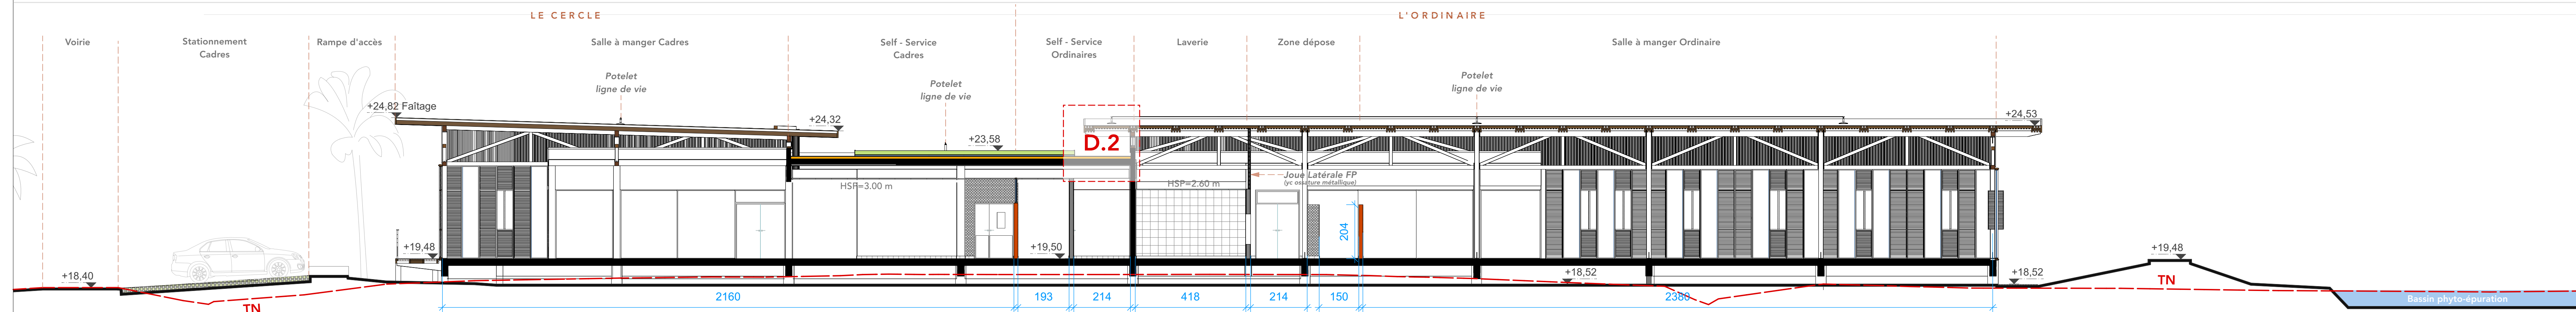 LE CERCLE
L'ORDINAIRE
Voirie
Stationnement
Cadres
Rampe d'accès
Salle à manger Cadres
Self - Service
Cadres
Self - Service
Ordinaires
Laverie
Zone dépose
Salle à manger Ordinaire
Potelet
ligne de vie
Potelet
ligne de vie
Potelet
ligne de vie
+24,82 Faîtage
+24,32
+23,58
+24,53
D.2
HSF=3.00 m
HSP=2.60 m
Joue Latérale FP
(yc ossature métallique)
204
+18,40
+19,48
+19,50
+18,52
+19,48
+18,52
TN
TN
2160
193
214
418
214
150
2380
Bassin phyto-épuration